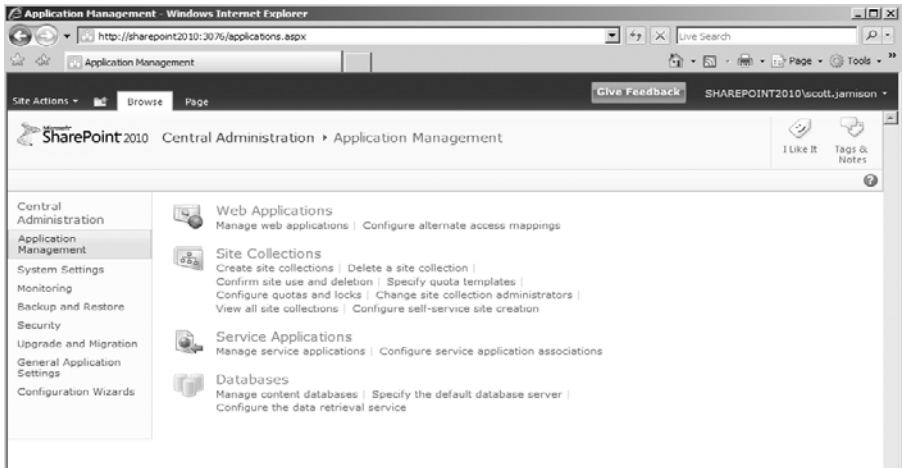 Application Management - Windows Internet Explorer
http://sharepoint2010:3076/applications.aspx
Live Search
Application Management
Page
Tools
Site Actions
Browse
Page
Give Feedback
SHAREPOINT2010\scott.jamison
Microsoft
SharePoint 2010
Central Administration
Application Management
I Like It
Tags &
Notes
Central
Administration
Application
Management
System Settings
Monitoring
Backup and Restore
Security
Upgrade and Migration
General Application
Settings
Configuration Wizards
Web Applications
Manage web applications | Configure alternate access mappings
Site Collections
Create site collections | Delete a site collection |
Confirm site use and deletion | Specify quota templates |
Configure quotas and locks | Change site collection administrators |
View all site collections | Configure self-service site creation
Service Applications
Manage service applications | Configure service application associations
Databases
Manage content databases | Specify the default database server |
Configure the data retrieval service